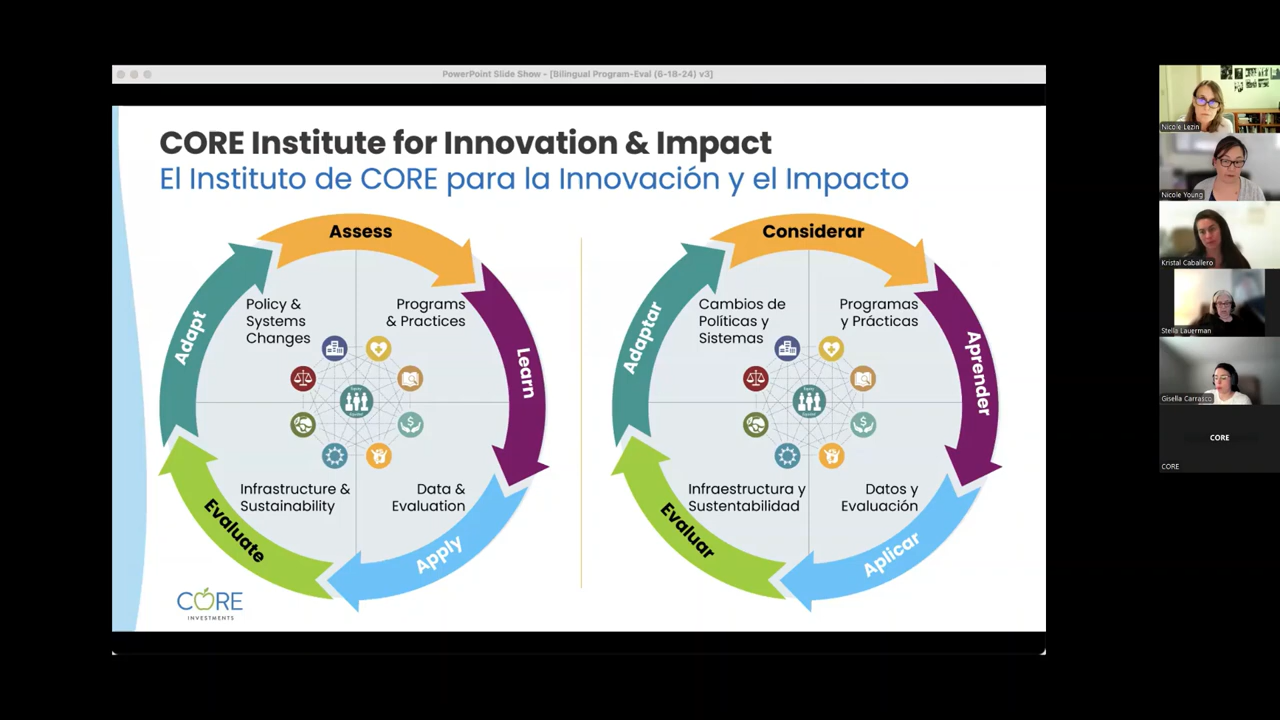 PowerPoint Slide Show - [Bilingual Program-Eval (6-18-24) v3]
CORE Institute for Innovation & Impact
El Instituto de CORE para la Innovación y el Impacto
Assess
Learn
Apply
Evaluate
Adapt
Policy &
Systems
Changes
Programs
& Practices
Infrastructure &
Sustainability
Data &
Evaluation
Considerar
Aprender
Aplicar
Evaluar
Adaptar
Cambios de
Políticas y
Sistemas
Programas
y Prácticas
Infraestructura y
Sustentabilidad
Datos y
Evaluación
CORE
INVESTMENTS
Nicole Lezin
Nicole Young
Kristal Caballero
Stella Lauerman
Gisella Carrasco
CORE
CORE